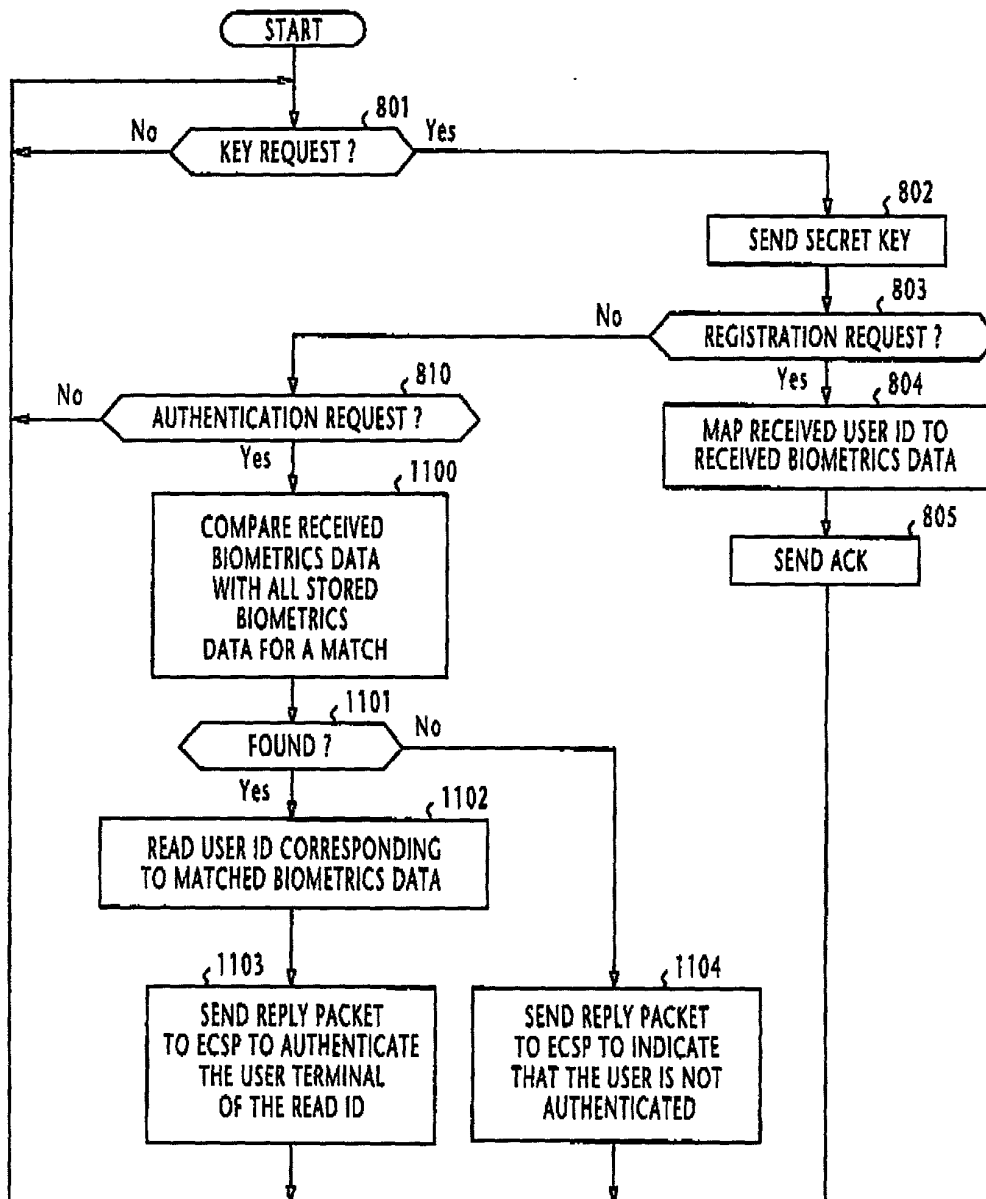 START
801
No
KEY REQUEST ?
Yes
802
SEND SECRET KEY
803
No
REGISTRATION REQUEST ?
Yes
810
No
AUTHENTICATION REQUEST ?
Yes
804
MAP RECEIVED USER ID TO
RECEIVED BIOMETRICS DATA
1100
COMPARE RECEIVED
BIOMETRICS DATA
WITH ALL STORED
BIOMETRICS
DATA FOR A MATCH
805
SEND ACK
1101
FOUND ?
No
Yes
1102
READ USER ID CORRESPONDING
TO MATCHED BIOMETRICS DATA
1103
SEND REPLY PACKET
TO ECSP TO AUTHENTICATE
THE USER TERMINAL
OF THE READ ID
1104
SEND REPLY PACKET
TO ECSP TO INDICATE
THAT THE USER IS NOT
AUTHENTICATED